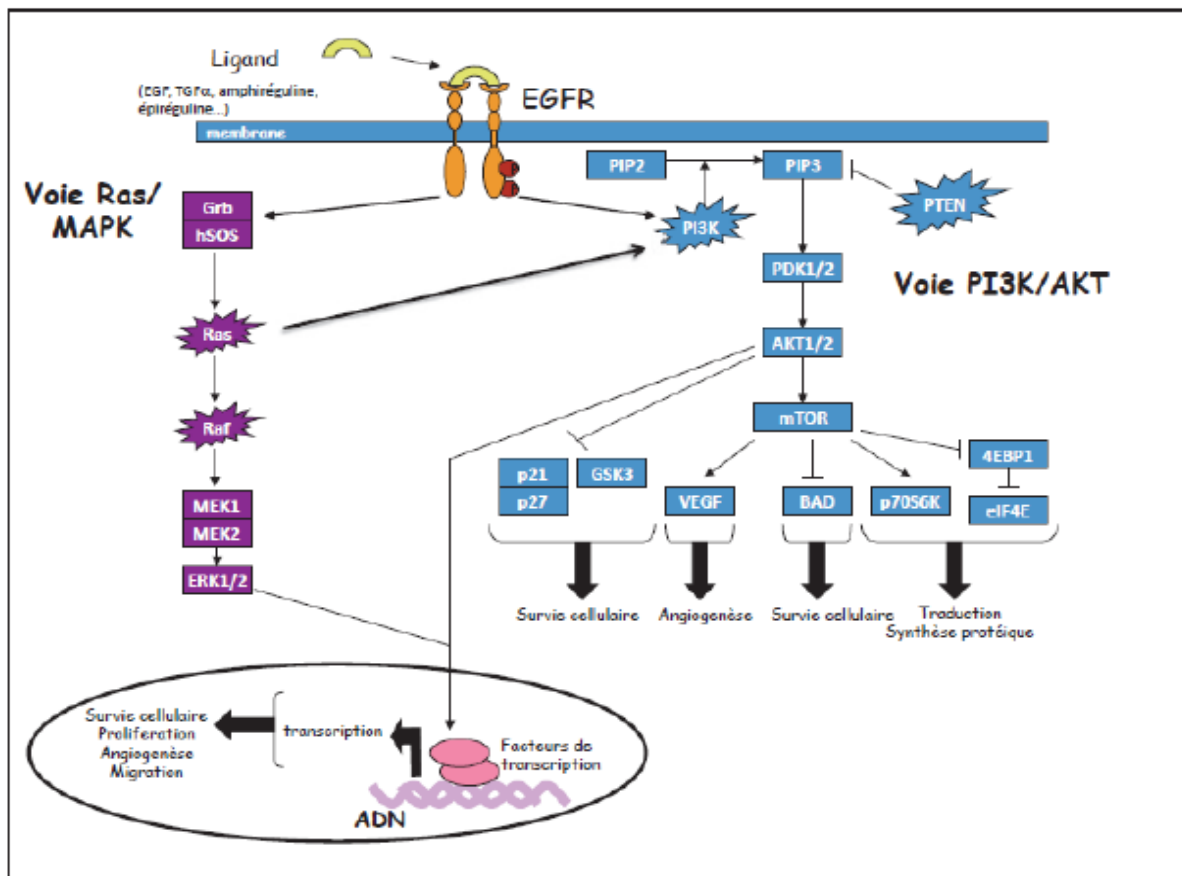 Ligand
(EGF, TGFα, amphiréguline,
épiréguline...)
EGFR
membrane
Voie Ras/
MAPK
Grb
hSOS
Ras
Raf
MEK1
MEK2
ERK1/2
PIP2
PIP3
PI3K
PTEN
PDK1/2
Voie PI3K/AKT
AKT1/2
mTOR
p21
p27
GSK3
VEGF
BAD
p70S6K
4EBP1
eIF4E
Survie cellulaire
Angiogenèse
Survie cellulaire
Traduction
Synthèse protéique
Survie cellulaire
Proliferation
Angiogenèse
Migration
transcription
Facteurs de
transcription
ADN